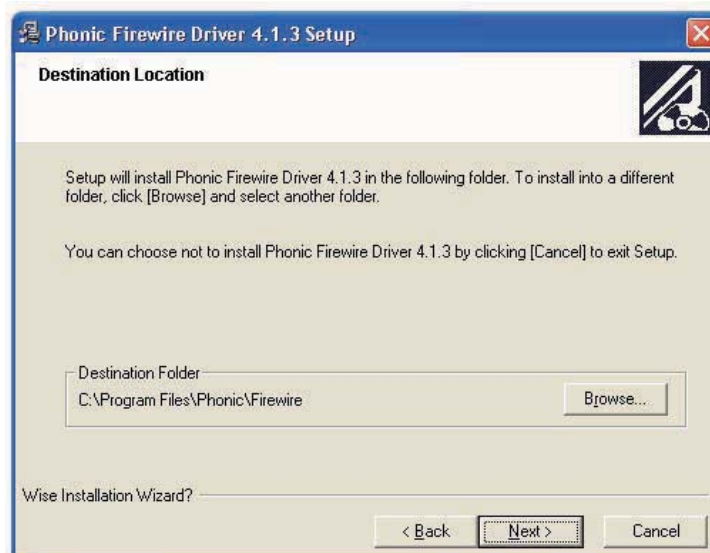 Phonic Firewire Driver 4.1.3 Setup
Destination Location
Setup will install Phonic Firewire Driver 4.1.3 in the following folder. To install into a different
folder, click [Browse] and select another folder.
You can choose not to install Phonic Firewire Driver 4.1.3 by clicking [Cancel] to exit Setup.
Destination Folder
C:\Program Files\Phonic\Firewire
Browse...
Wise Installation Wizard?
< Back Next > Cancel